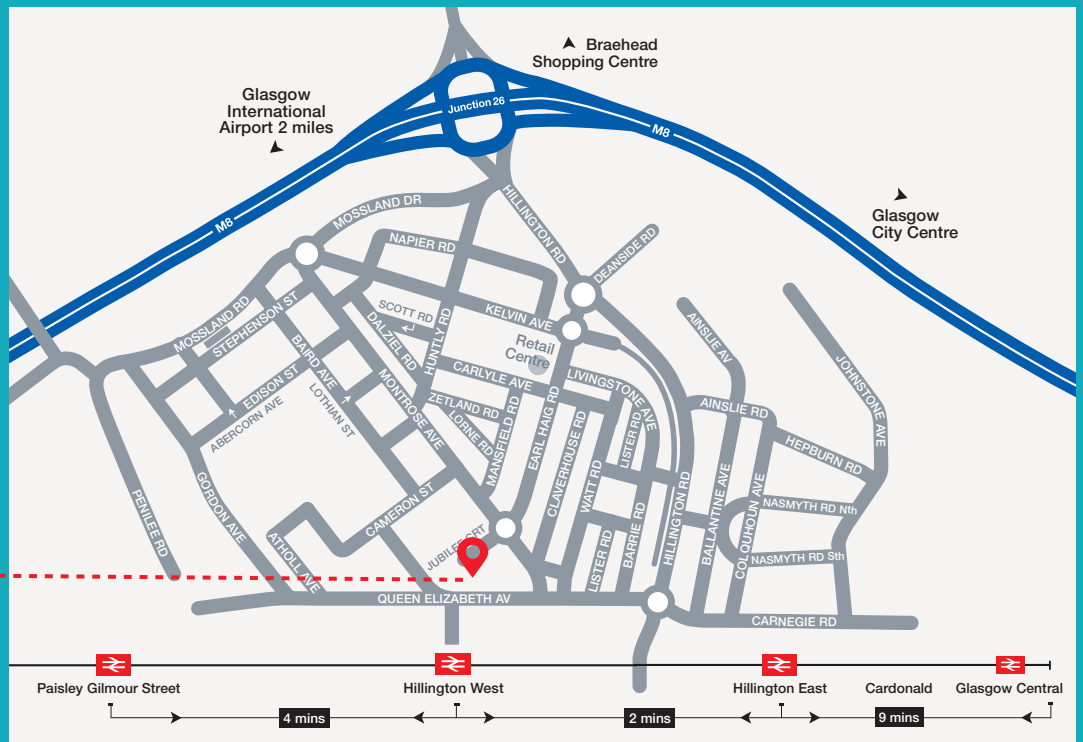 Braehead
Shopping Centre
Glasgow
International
Airport 2 miles
Junction 26
M8
M8
Glasgow
City Centre
MOSSLAND DR
HILLINGTON RD
NAPIER RD
DEANSIDE RD
MOSSLAND RD
STEPHENSON ST
SCOTT RD
KELVIN AVE
HUNTLY RD
DALZIEL RD
AINSLIE AV
Retail
Centre
BAIRD AVE
CARLYLE AVE
LIVINGSTONE AVE
JOHNSTONE AVE
EDISON ST
ABERCORN AVE
LOTHIAN ST
MONTROSE AVE
ZETLAND RD
LORNE RD
MANSFIELD RD
EARL HAIG RD
CLAVERHOUSE RD
LISTER RD
AINSLIE RD
HEPBURN RD
WATT RD
PENILEE RD
GORDON AVE
CAMERON ST
HILLINGTON RD
BALLANTINE AVE
COLQUHOUN AVE
NASMYTH RD Nth
BARRIE RD
LISTER RD
NASMYTH RD Sth
ATHOLL AVE
JUBILEE CRT
QUEEN ELIZABETH AV
CARNEGIE RD
Paisley Gilmour Street
Hillington West
Hillington East
Cardonald
Glasgow Central
4 mins
2 mins
9 mins